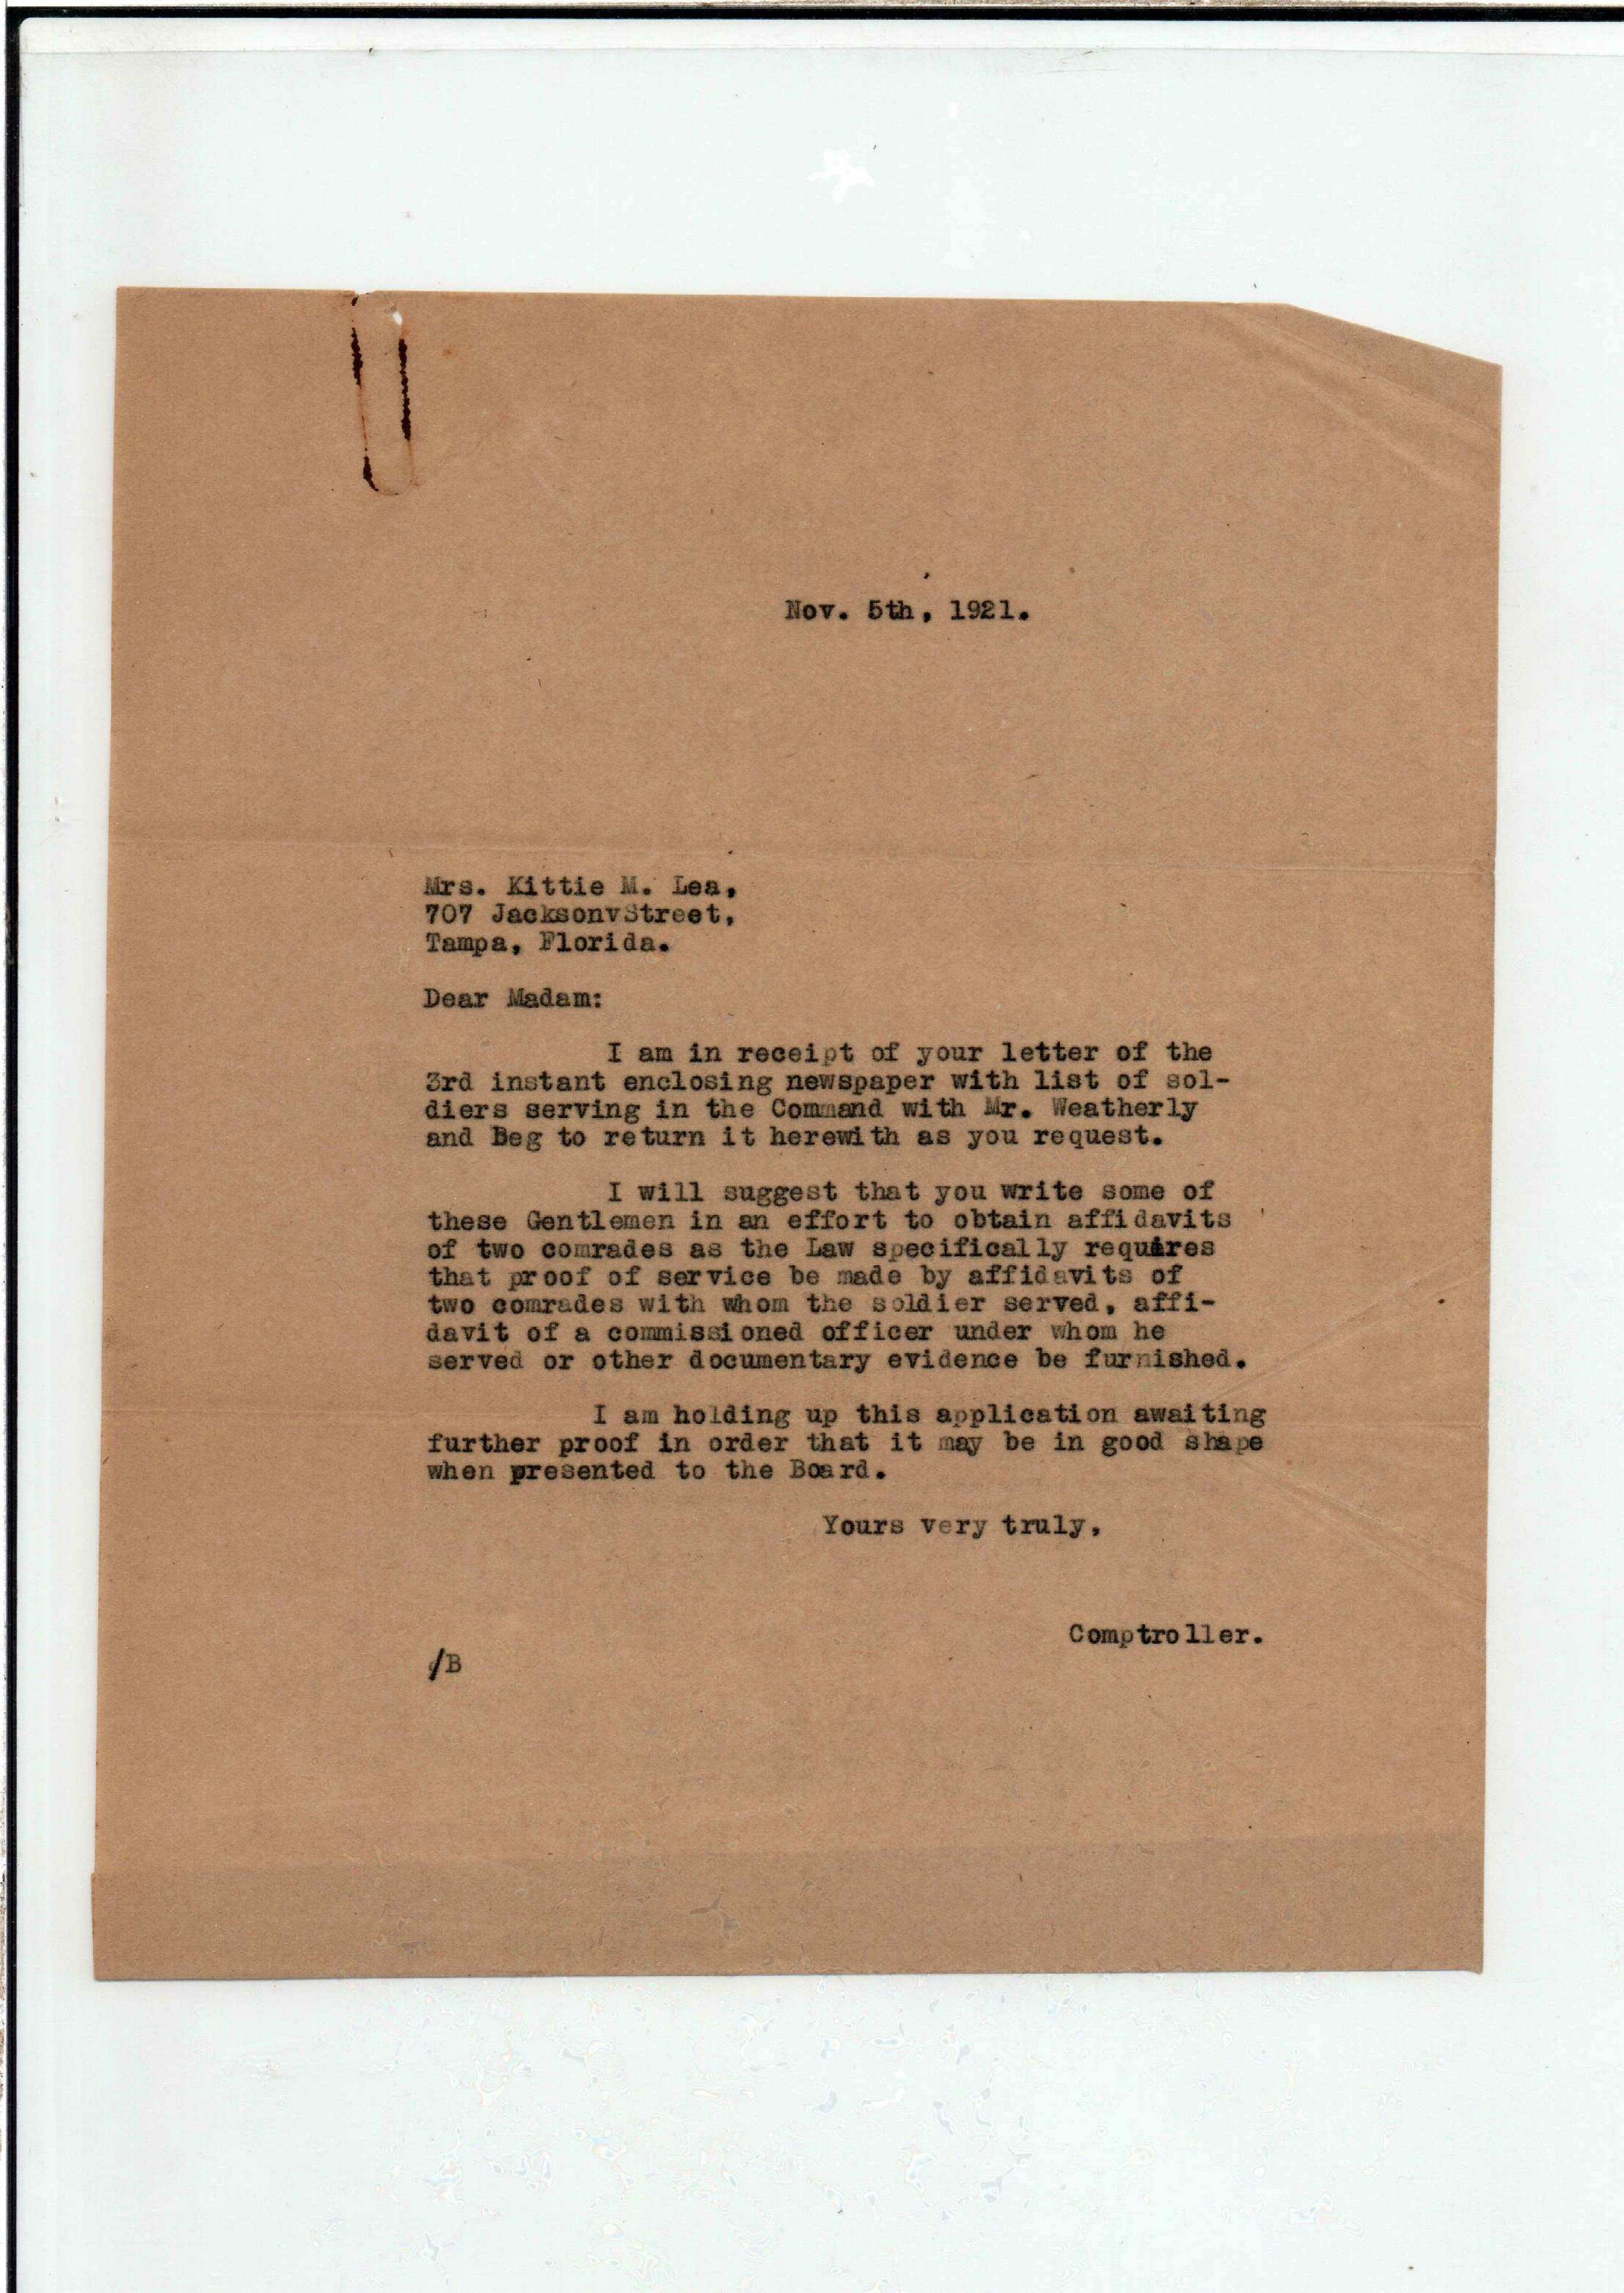 Nov. 5th, 1921.
Mrs. Kittie M. Lea,
707 JacksonvStreet,
Tampa, Florida.
Dear Madam:
I am in receipt of your letter of the
3rd instant enclosing newspaper with list of sol-
diers serving in the Command with Mr. Weatherly
and Beg to return it herewith as you request.
I will suggest that you write some of
these Gentlemen in an effort to obtain affidavits
of two comrades as the Law specifically requires
that proof of service be made by affidavits of
two comrades with whom the soldier served, affi-
davit of a commissioned officer under whom he
served or other documentary evidence be furnished.
I am holding up this application awaiting
further proof in order that it may be in good shape
when presented to the Board.
Yours very truly,
Comptroller.
/B